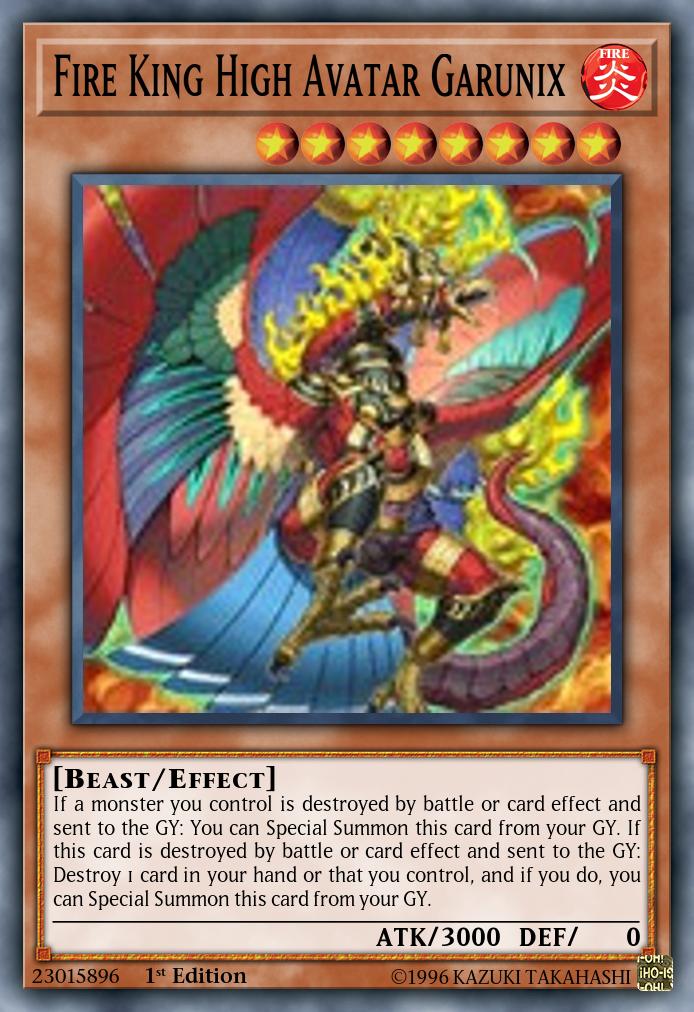 FIRE KING HIGH AVATAR GARUNIX
FIRE
炎
[BEAST/EFFECT]
If a monster you control is destroyed by battle or card effect and
sent to the GY: You can Special Summon this card from your GY. If
this card is destroyed by battle or card effect and sent to the GY:
Destroy 1 card in your hand or that you control, and if you do, you
can Special Summon this card from your GY.
ATK/3000 DEF/ 0
23015896 1st Edition ©1996 KAZUKI TAKAHASHI